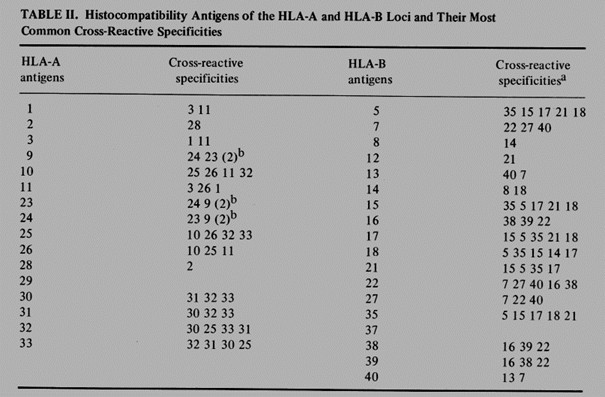 TABLE II. Histocompatibility Antigens of the HLA-A and HLA-B Loci and Their Most
Common Cross-Reactive Specificities
HLA-A antigens Cross-reactive specificities HLA-B antigens Cross-reactive specificitiesᵃ
1 3 11 5 35 15 17 21 18
2 28 7 22 27 40
3 1 11 8 14
9 24 23 (2)ᵇ 12 21
10 25 26 11 32 13 40 7
11 3 26 1 14 8 18
23 24 9 (2)ᵇ 15 35 5 17 21 18
24 23 9 (2)ᵇ 16 38 39 22
25 10 26 32 33 17 15 5 35 21 18
26 10 25 11 18 5 35 15 14 17
28 2 21 15 5 35 17
29 22 7 27 40 16 38
30 31 32 33 27 7 22 40
31 30 32 33 35 5 15 17 18 21
32 30 25 33 31 37
33 32 31 30 25 38 16 39 22
39 16 38 22
40 13 7